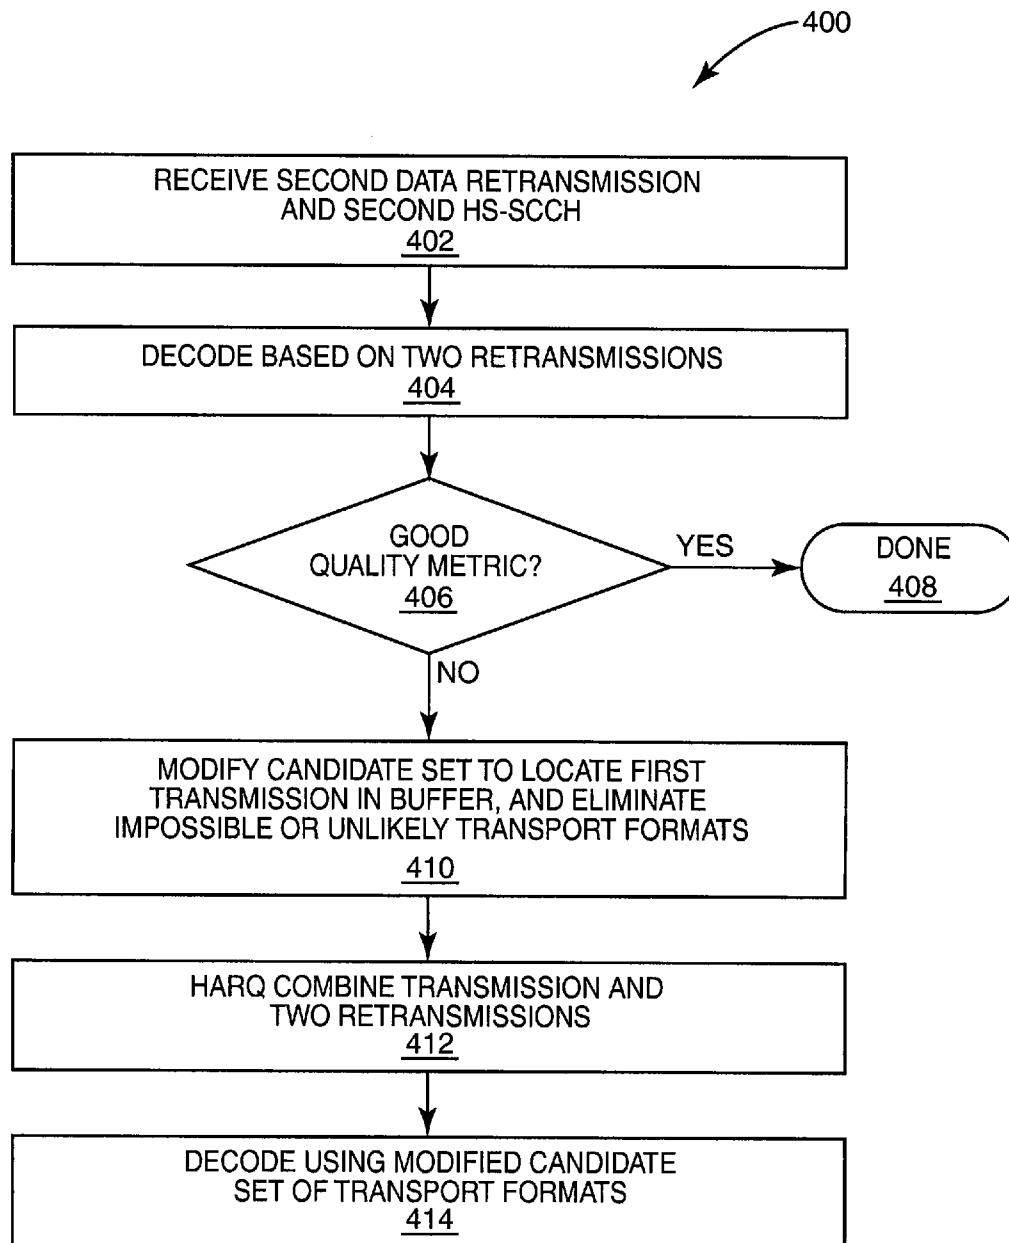 400
RECEIVE SECOND DATA RETRANSMISSION
AND SECOND HS-SCCH
402
DECODE BASED ON TWO RETRANSMISSIONS
404
GOOD
QUALITY METRIC?
406
YES
DONE
408
NO
MODIFY CANDIDATE SET TO LOCATE FIRST
TRANSMISSION IN BUFFER, AND ELIMINATE
IMPOSSIBLE OR UNLIKELY TRANSPORT FORMATS
410
HARQ COMBINE TRANSMISSION AND
TWO RETRANSMISSIONS
412
DECODE USING MODIFIED CANDIDATE
SET OF TRANSPORT FORMATS
414